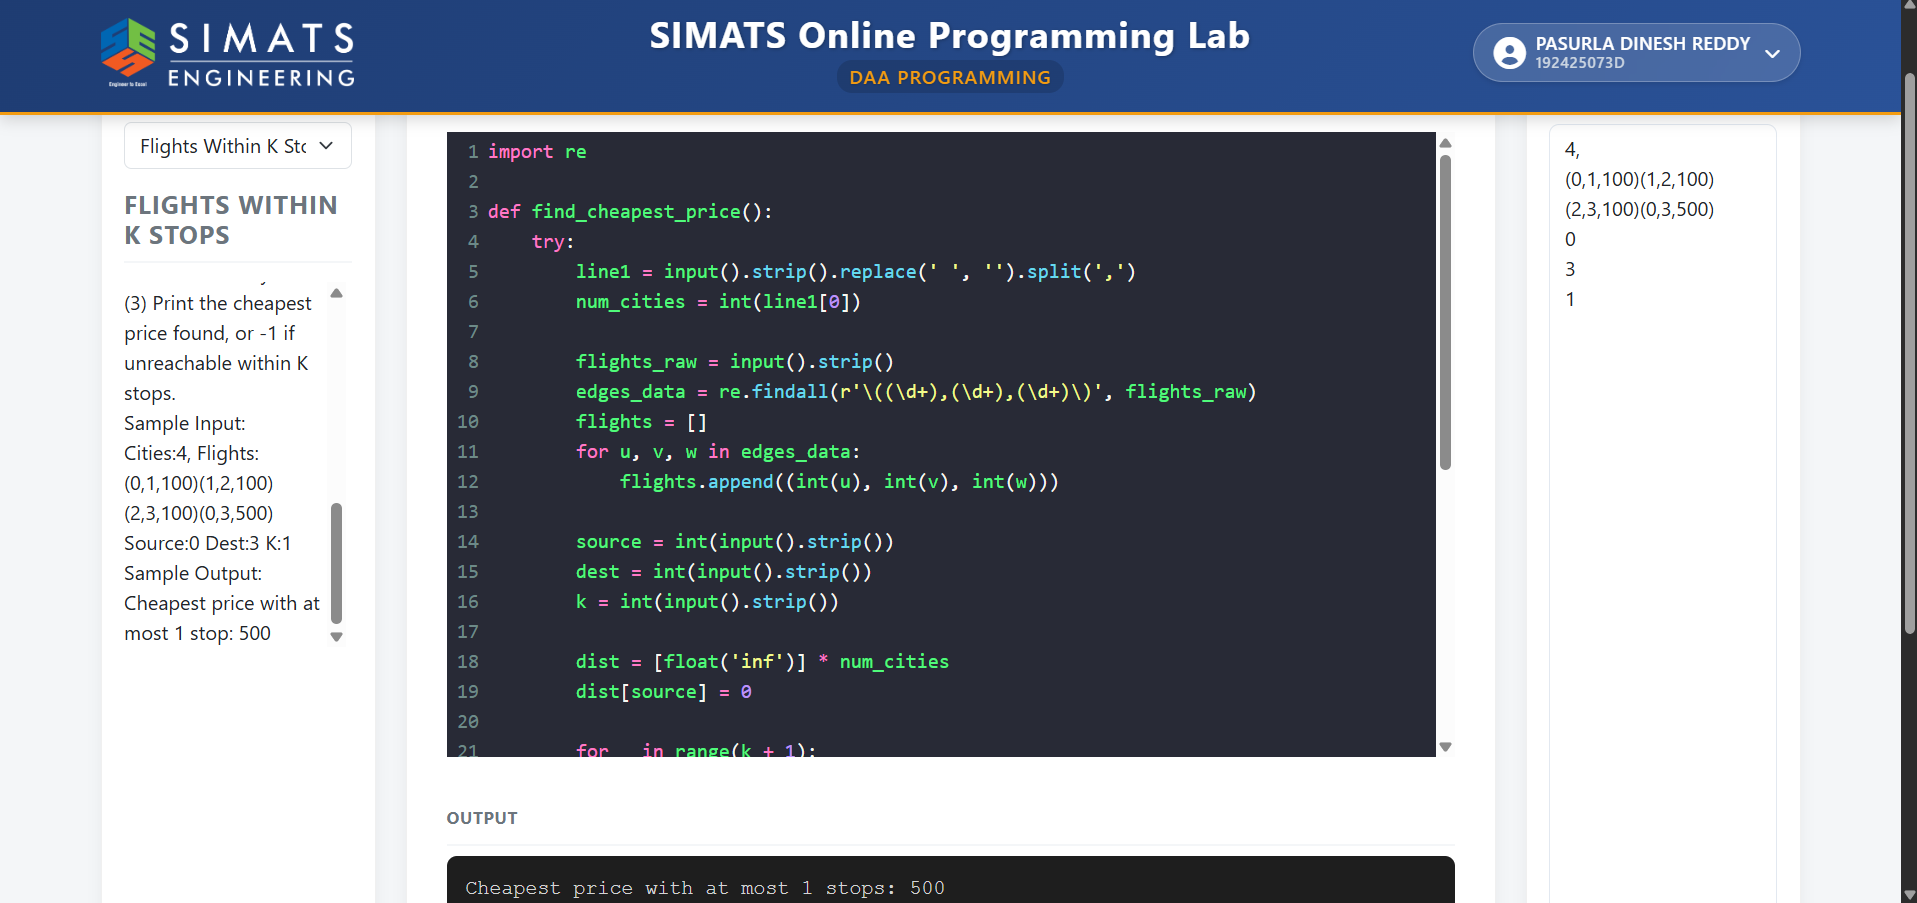 SIMATS
ENGINEERING
Engineer to Excel
SIMATS Online Programming Lab
DAA PROGRAMMING
PASURLA DINESH REDDY
192425073D
Flights Within K Stc
FLIGHTS WITHIN
K STOPS
(3) Print the cheapest
price found, or -1 if
unreachable within K
stops.
Sample Input:
Cities:4, Flights:
(0,1,100)(1,2,100)
(2,3,100)(0,3,500)
Source:0 Dest:3 K:1
Sample Output:
Cheapest price with at
most 1 stop: 500
1 import re
2
3 def find_cheapest_price():
4     try:
5         line1 = input().strip().replace(' ', '').split(',')
6         num_cities = int(line1[0])
7
8         flights_raw = input().strip()
9         edges_data = re.findall(r'\((\d+),(\d+),(\d+)\)', flights_raw)
10         flights = []
11         for u, v, w in edges_data:
12             flights.append((int(u), int(v), int(w)))
13
14         source = int(input().strip())
15         dest = int(input().strip())
16         k = int(input().strip())
17
18         dist = [float('inf')] * num_cities
19         dist[source] = 0
20
21         for   in range(k + 1):
OUTPUT
Cheapest price with at most 1 stops: 500
4,
(0,1,100)(1,2,100)
(2,3,100)(0,3,500)
0
3
1